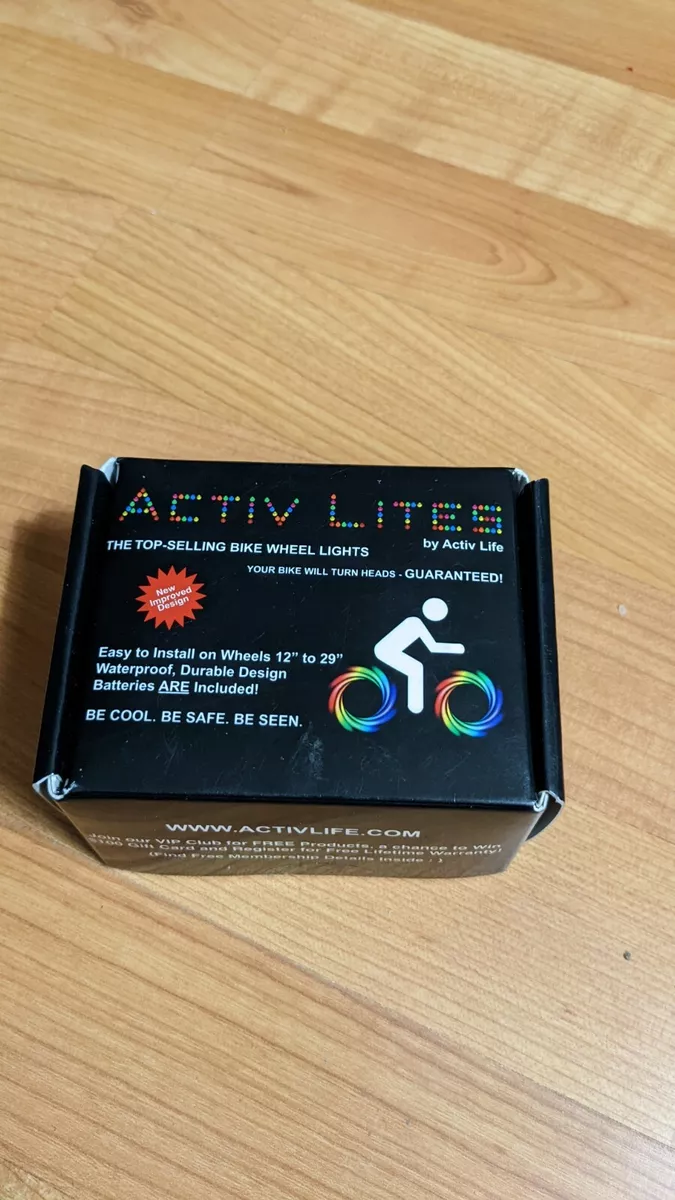 ACTIV LITES
by Activ Life
THE TOP-SELLING BIKE WHEEL LIGHTS
YOUR BIKE WILL TURN HEADS - GUARANTEED!
New
Improved
Design
Easy to Install on Wheels 12” to 29”
Waterproof, Durable Design
Batteries ARE Included!
BE COOL. BE SAFE. BE SEEN.
WWW.ACTIVLIFE.COM
Join our VIP Club for FREE Products, a chance to Win
$100 Gift Card and Register for Free Lifetime Warranty!
(Find Free Membership Details Inside - )